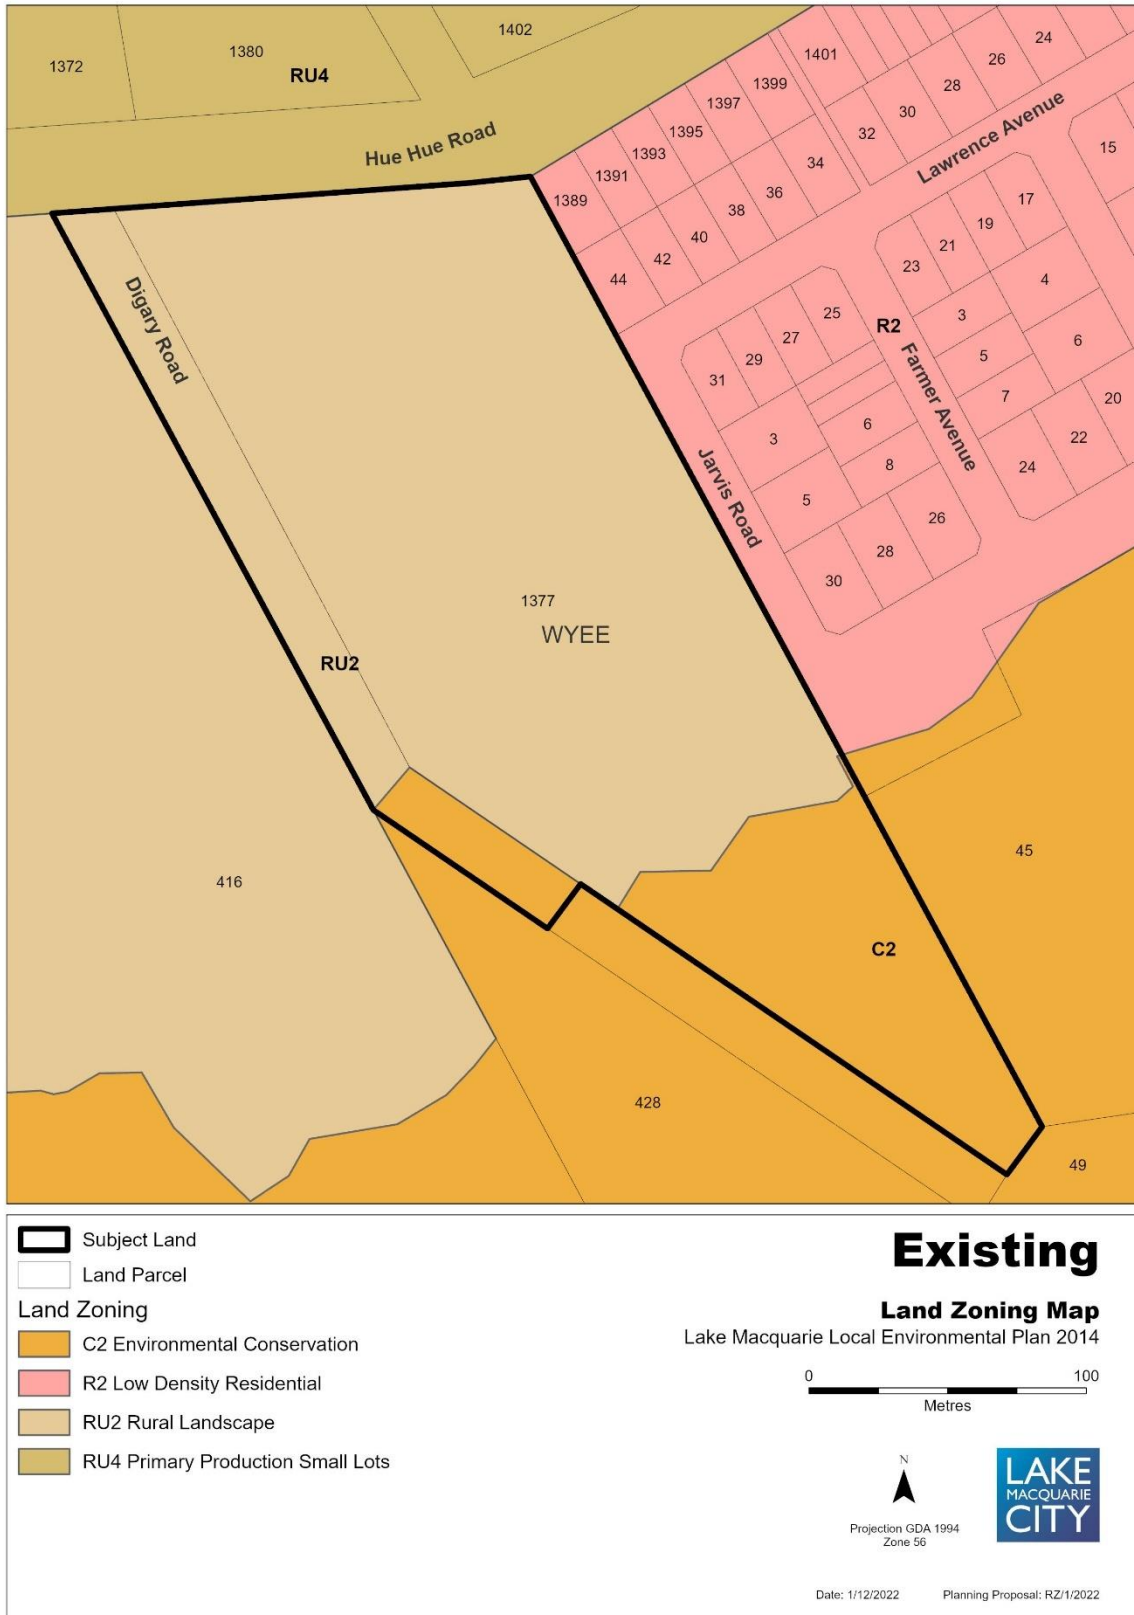 1402
1372
1380
RU4
Hue Hue Road
1401
24
26
28
30
32
1399
1397
1395
1393
1391
1389
34
36
38
40
42
44
Lawrence Avenue
15
17
19
21
23
4
R2
25
27
29
31
3
5
7
6
20
22
24
Farmer Avenue
Digary Road
3
6
8
5
26
28
30
Jarvis Road
1377
WYEE
RU2
416
45
C2
428
49
Subject Land
Land Parcel
Land Zoning
C2 Environmental Conservation
R2 Low Density Residential
RU2 Rural Landscape
RU4 Primary Production Small Lots
Existing
Land Zoning Map
Lake Macquarie Local Environmental Plan 2014
0 100
Metres
N
Projection GDA 1994
Zone 56
LAKE
MACQUARIE
CITY
Date: 1/12/2022 Planning Proposal: RZ/1/2022